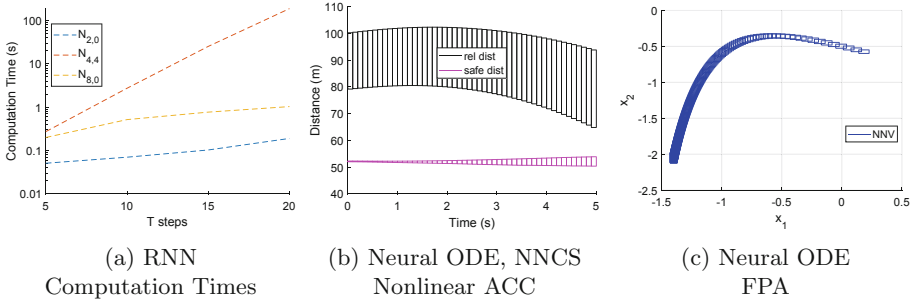 Computation Time (s)
100
10
1
0.1
0.01
N2,0
N4,4
N8,0
5
10
15
20
T steps
(a) RNN
Computation Times
Distance (m)
110
100
90
80
70
60
50
40
rel dist
safe dist
0
1
2
3
4
5
Time (s)
(b) Neural ODE, NNCS
Nonlinear ACC
x2
0
-0.5
-1
-1.5
-2
-2.5
NNV
-1.5
-1
-0.5
0
0.5
x1
(c) Neural ODE
FPA